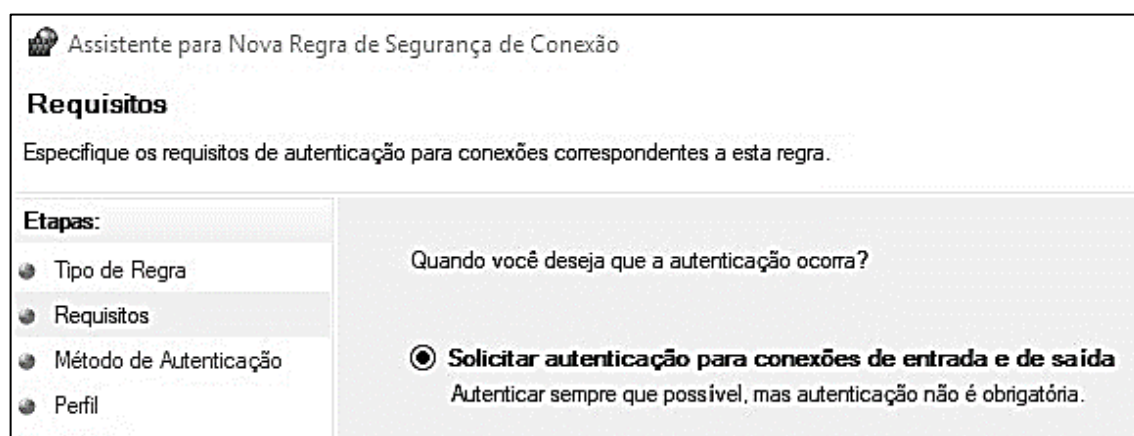 Assistente para Nova Regra de Segurança de Conexão
Requisitos
Especifique os requisitos de autenticação para conexões correspondentes a esta regra.
Etapas:
Tipo de Regra
Requisitos
Método de Autenticação
Perfil
Quando você deseja que a autenticação ocorra?
Solicitar autenticação para conexões de entrada e de saída
Autenticar sempre que possível, mas autenticação não é obrigatória.